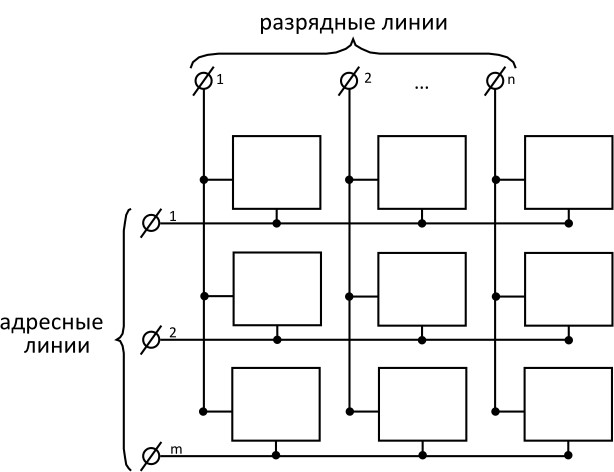 разрядные линии
1 2 ... n
1
адресные
линии
2
m